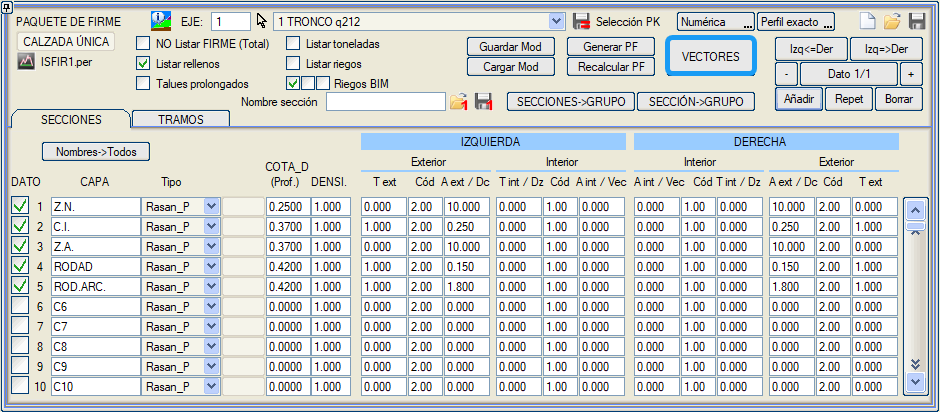 PAQUETE DE FIRME EJE: 1 1 TRONCO q212 Selección PK Numérica ... Perfil exacto ...
CALZADA ÚNICA NO Listar FIRME (Total) Listar toneladas Guardar Mod Generar PF VECTORES Izq<=Der Izq=>Der
ISFIR1.per Listar rellenos Listar riegos Cargar Mod Recalcular PF - Dato 1/1 +
Talues prolongados Riegos BIM
Nombre sección 1 1 SECCIONES->GRUPO SECCIÓN->GRUPO Añadir Repet Borrar
SECCIONES TRAMOS
IZQUIERDA DERECHA
Nombres->Todos Exterior Interior Interior Exterior
COTA_D
DATO CAPA Tipo (Prof.) DENSI. T ext Cód A ext / Dc T int / Dz Cód A int / Vec A int / Vec Cód T int / Dz A ext / Dc Cód T ext
1 Z.N. Rasan_P 0.2500 1.000 0.000 2.00 10.000 0.000 1.00 0.000 0.000 1.00 0.000 10.000 2.00 0.000
2 C.I. Rasan_P 0.3700 1.000 1.000 2.00 0.250 0.000 1.00 0.000 0.000 1.00 0.000 0.250 2.00 1.000
3 Z.A. Rasan_P 0.3700 1.000 0.000 2.00 10.000 0.000 1.00 0.000 0.000 1.00 0.000 10.000 2.00 0.000
4 RODAD Rasan_P 0.4200 1.000 1.000 2.00 0.150 0.000 1.00 0.000 0.000 1.00 0.000 0.150 2.00 1.000
5 ROD.ARC. Rasan_P 0.4200 1.000 1.000 2.00 1.800 0.000 1.00 0.000 0.000 1.00 0.000 1.800 2.00 1.000
6 C6 Rasan_P 0.0000 1.000 0.000 2.00 0.000 0.000 1.00 0.000 0.000 1.00 0.000 0.000 2.00 0.000
7 C7 Rasan_P 0.0000 1.000 0.000 2.00 0.000 0.000 1.00 0.000 0.000 1.00 0.000 0.000 2.00 0.000
8 C8 Rasan_P 0.0000 1.000 0.000 2.00 0.000 0.000 1.00 0.000 0.000 1.00 0.000 0.000 2.00 0.000
9 C9 Rasan_P 0.0000 1.000 0.000 2.00 0.000 0.000 1.00 0.000 0.000 1.00 0.000 0.000 2.00 0.000
10 C10 Rasan_P 0.0000 1.000 0.000 2.00 0.000 0.000 1.00 0.000 0.000 1.00 0.000 0.000 2.00 0.000